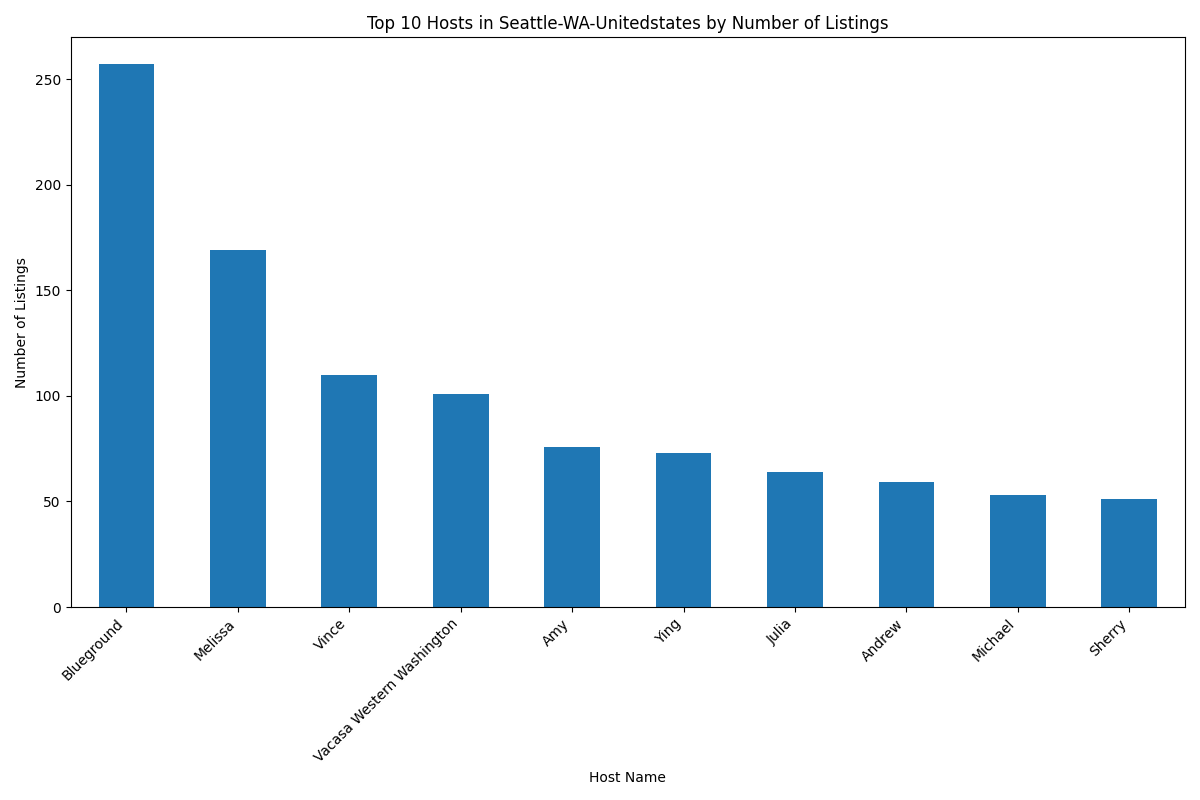 Top 10 Hosts in Seattle-WA-Unitedstates by Number of Listings
Number of Listings
250
200
150
100
50
0
Blueground
Melissa
Vince
Vacasa Western Washington
Amy
Ying
Julia
Andrew
Michael
Sherry
Host Name